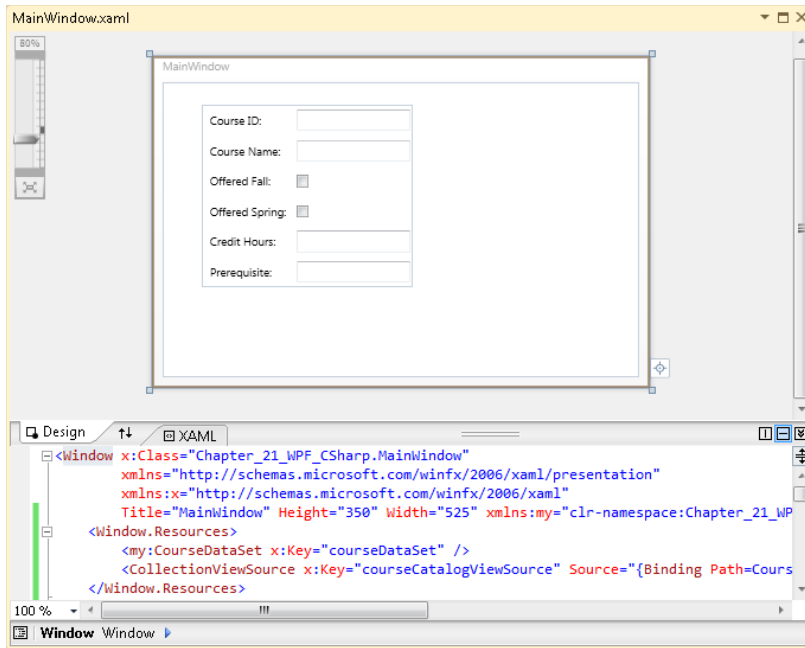 MainWindow.xaml
80%
MainWindow
Course ID:
Course Name:
Offered Fall:
Offered Spring:
Credit Hours:
Prerequisite:
Design XAML
<Window x:Class="Chapter_21_WPF_CSharp.MainWindow"
xmlns="http://schemas.microsoft.com/winfx/2006/xaml/presentation"
xmlns:x="http://schemas.microsoft.com/winfx/2006/xaml"
Title="MainWindow" Height="350" Width="525" xmlns:my="clr-namespace:Chapter_21_WP
<Window.Resources>
<my:CourseDataSet x:Key="courseDataSet" />
<CollectionViewSource x:Key="courseCatalogViewSource" Source="{Binding Path=Cours
</Window.Resources>
100 %
Window Window